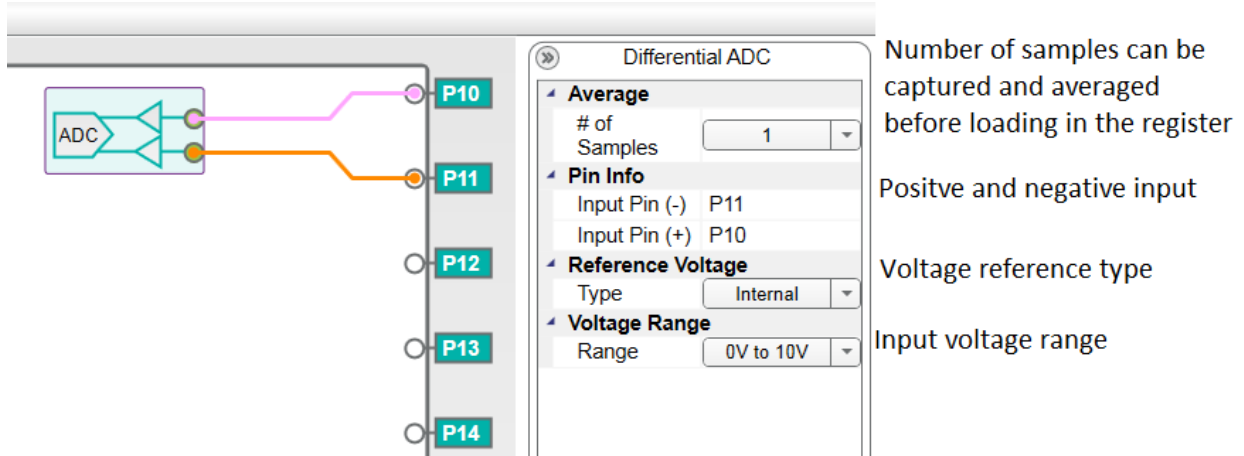 Differential ADC
Number of samples can be
captured and averaged
before loading in the register
ADC
P10
P11
P12
P13
P14
Average
# of
Samples
1
Pin Info
Input Pin (-) P11
Input Pin (+) P10
Positve and negative input
Reference Voltage
Type Internal
Voltage reference type
Voltage Range
Range 0V to 10V
Input voltage range